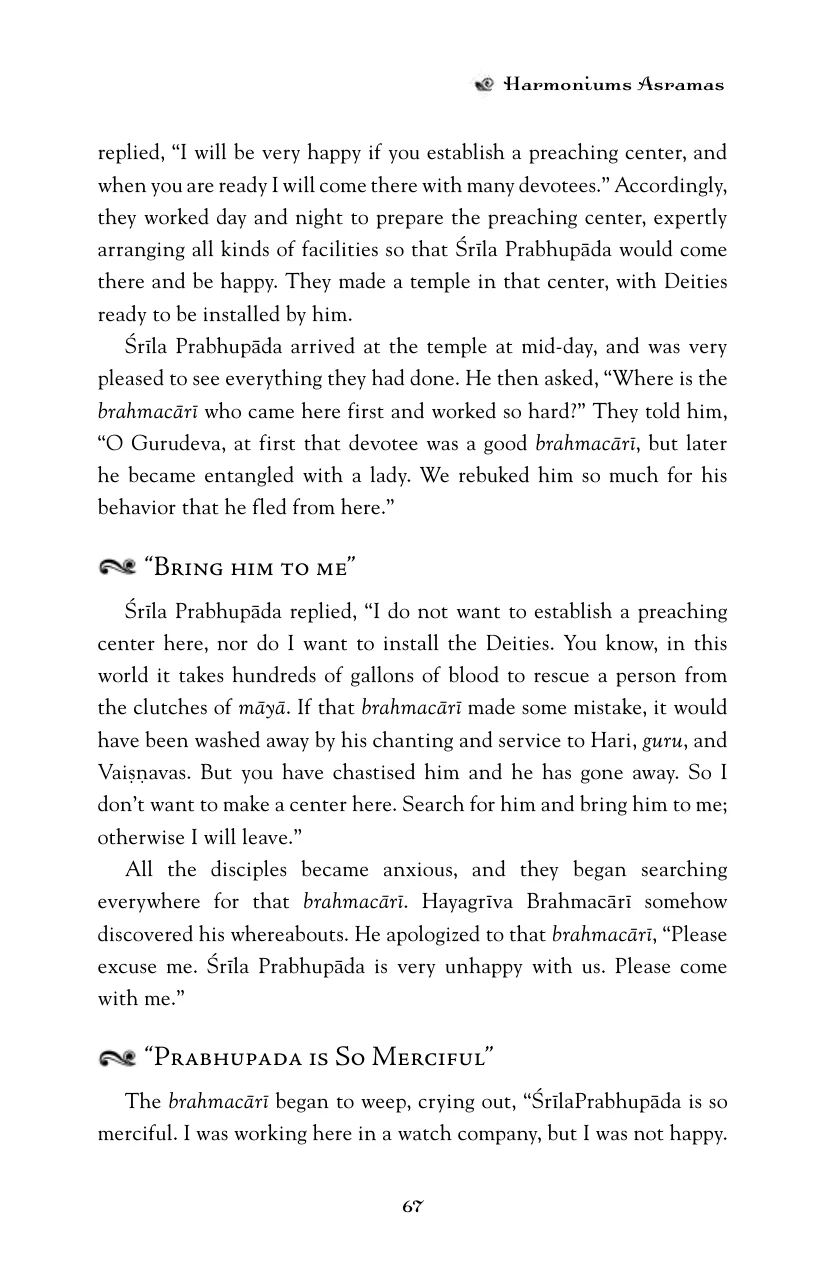 Harmoniums Asramas
replied, “I will be very happy if you establish a preaching center, and
when you are ready I will come there with many devotees.” Accordingly,
they worked day and night to prepare the preaching center, expertly
arranging all kinds of facilities so that Śrīla Prabhupāda would come
there and be happy. They made a temple in that center, with Deities
ready to be installed by him.
Śrīla Prabhupāda arrived at the temple at mid-day, and was very
pleased to see everything they had done. He then asked, “Where is the
brahmacārī who came here first and worked so hard?” They told him,
“O Gurudeva, at first that devotee was a good brahmacārī, but later
he became entangled with a lady. We rebuked him so much for his
behavior that he fled from here.”
“Bring him to me”
Śrīla Prabhupāda replied, “I do not want to establish a preaching
center here, nor do I want to install the Deities. You know, in this
world it takes hundreds of gallons of blood to rescue a person from
the clutches of māyā. If that brahmacārī made some mistake, it would
have been washed away by his chanting and service to Hari, guru, and
Vaiṣṇavas. But you have chastised him and he has gone away. So I
don’t want to make a center here. Search for him and bring him to me;
otherwise I will leave.”
All the disciples became anxious, and they began searching
everywhere for that brahmacārī. Hayagrīva Brahmacārī somehow
discovered his whereabouts. He apologized to that brahmacārī, “Please
excuse me. Śrīla Prabhupāda is very unhappy with us. Please come
with me.”
“Prabhupada is So Merciful”
The brahmacārī began to weep, crying out, “ŚrīlaPrabhupāda is so
merciful. I was working here in a watch company, but I was not happy.
67